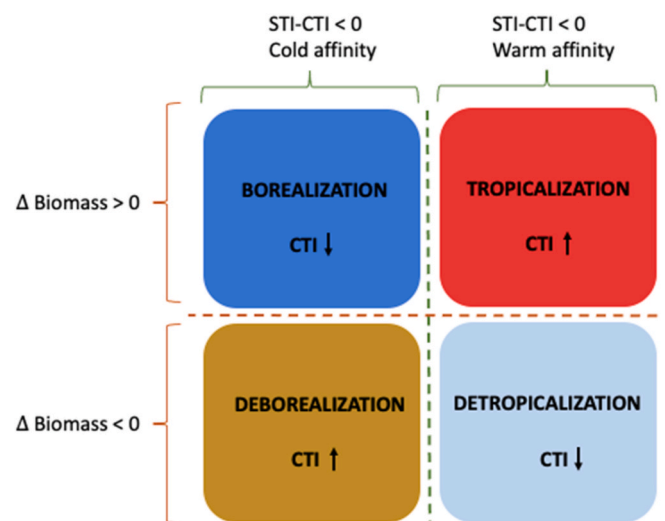 STI-CTI < 0
Cold affinity
STI-CTI < 0
Warm affinity
Δ Biomass > 0
BOREALIZATION
CTI ↓
TROPICALIZATION
CTI ↑
Δ Biomass < 0
DEBOREALIZATION
CTI ↑
DETROPICALIZATION
CTI ↓